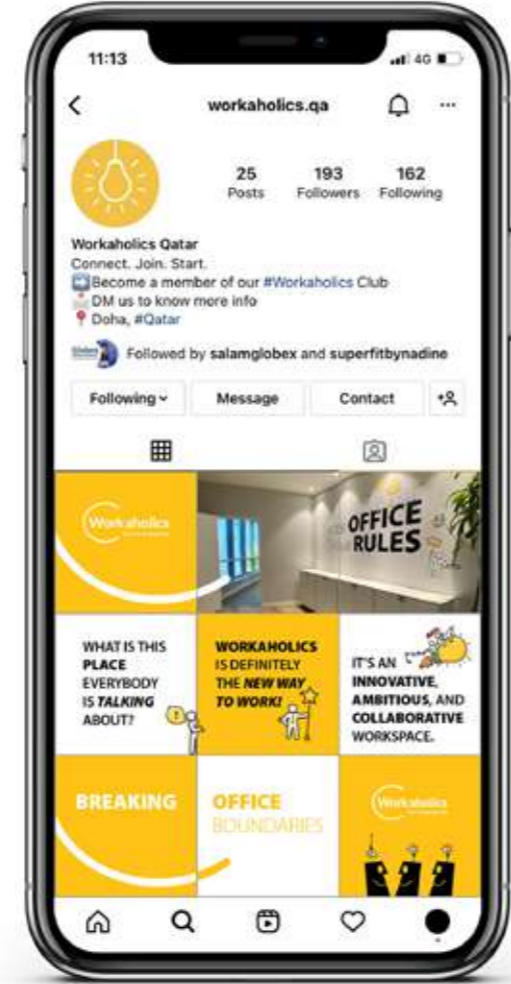 11:13
4G
workaholics.qa
25 193 162
Posts Followers Following
Workaholics Qatar
Connect. Join. Start.
Become a member of our #Workaholics Club
DM us to know more info
Doha, #Qatar
Followed by salamglobex and superfitbynadine
Following Message Contact
Workaholics
OFFICE
RULES
WHAT IS THIS
PLACE
EVERYBODY
IS TALKING
ABOUT?
WORKAHOLICS
IS DEFINITELY
THE NEW WAY
TO WORK!
IT'S AN
INNOVATIVE,
AMBITIOUS, AND
COLLABORATIVE
WORKSPACE.
BREAKING
OFFICE
BOUNDARIES
Workaholics